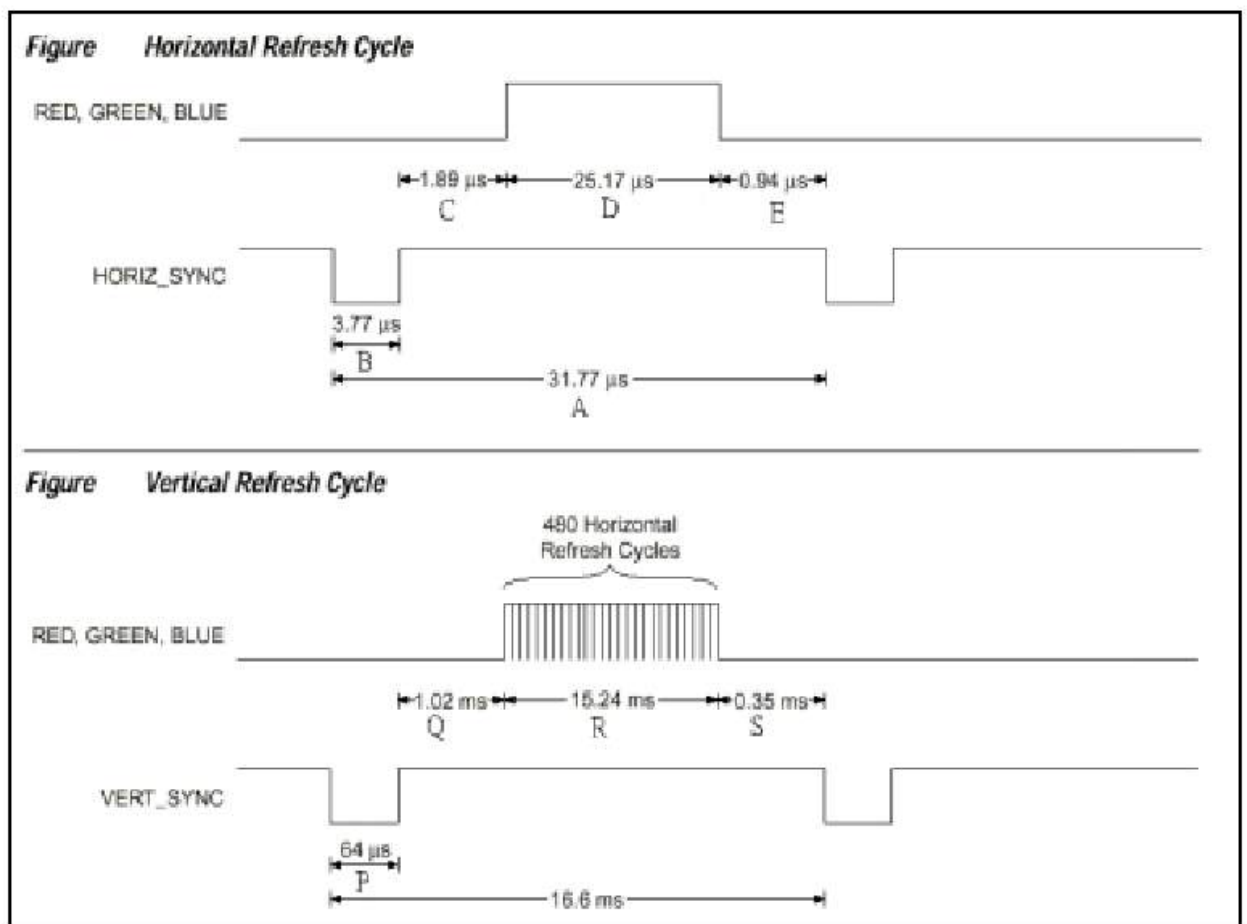 Figure Horizontal Refresh Cycle
RED, GREEN, BLUE
1.89 µs 25.17 µs 0.94 µs
C D E
HORIZ_SYNC
3.77 µs
B
31.77 µs
A
Figure Vertical Refresh Cycle
480 Horizontal
Refresh Cycles
RED, GREEN, BLUE
1.02 ms 15.24 ms 0.35 ms
Q R S
VERT_SYNC
64 µs
P
16.6 ms